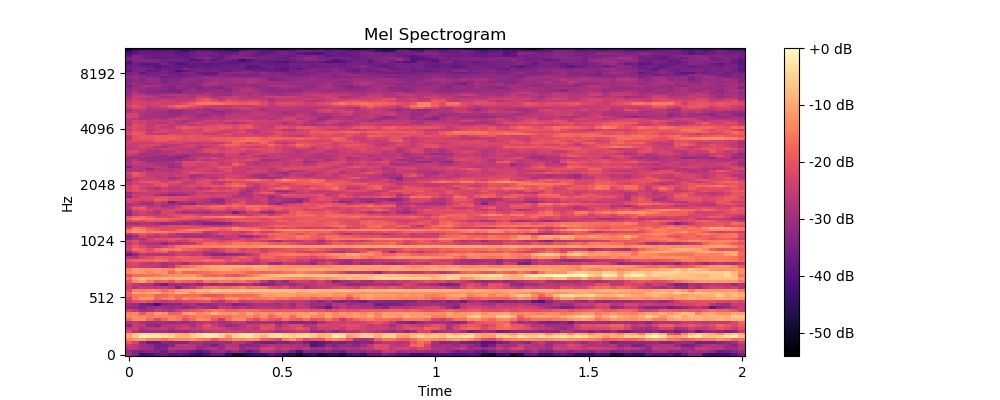 Mel Spectrogram
+0 dB
8192
-10 dB
4096
-20 dB
2048
Hz
-30 dB
1024
-40 dB
512
-50 dB
0
0 0.5 1 1.5 2
Time